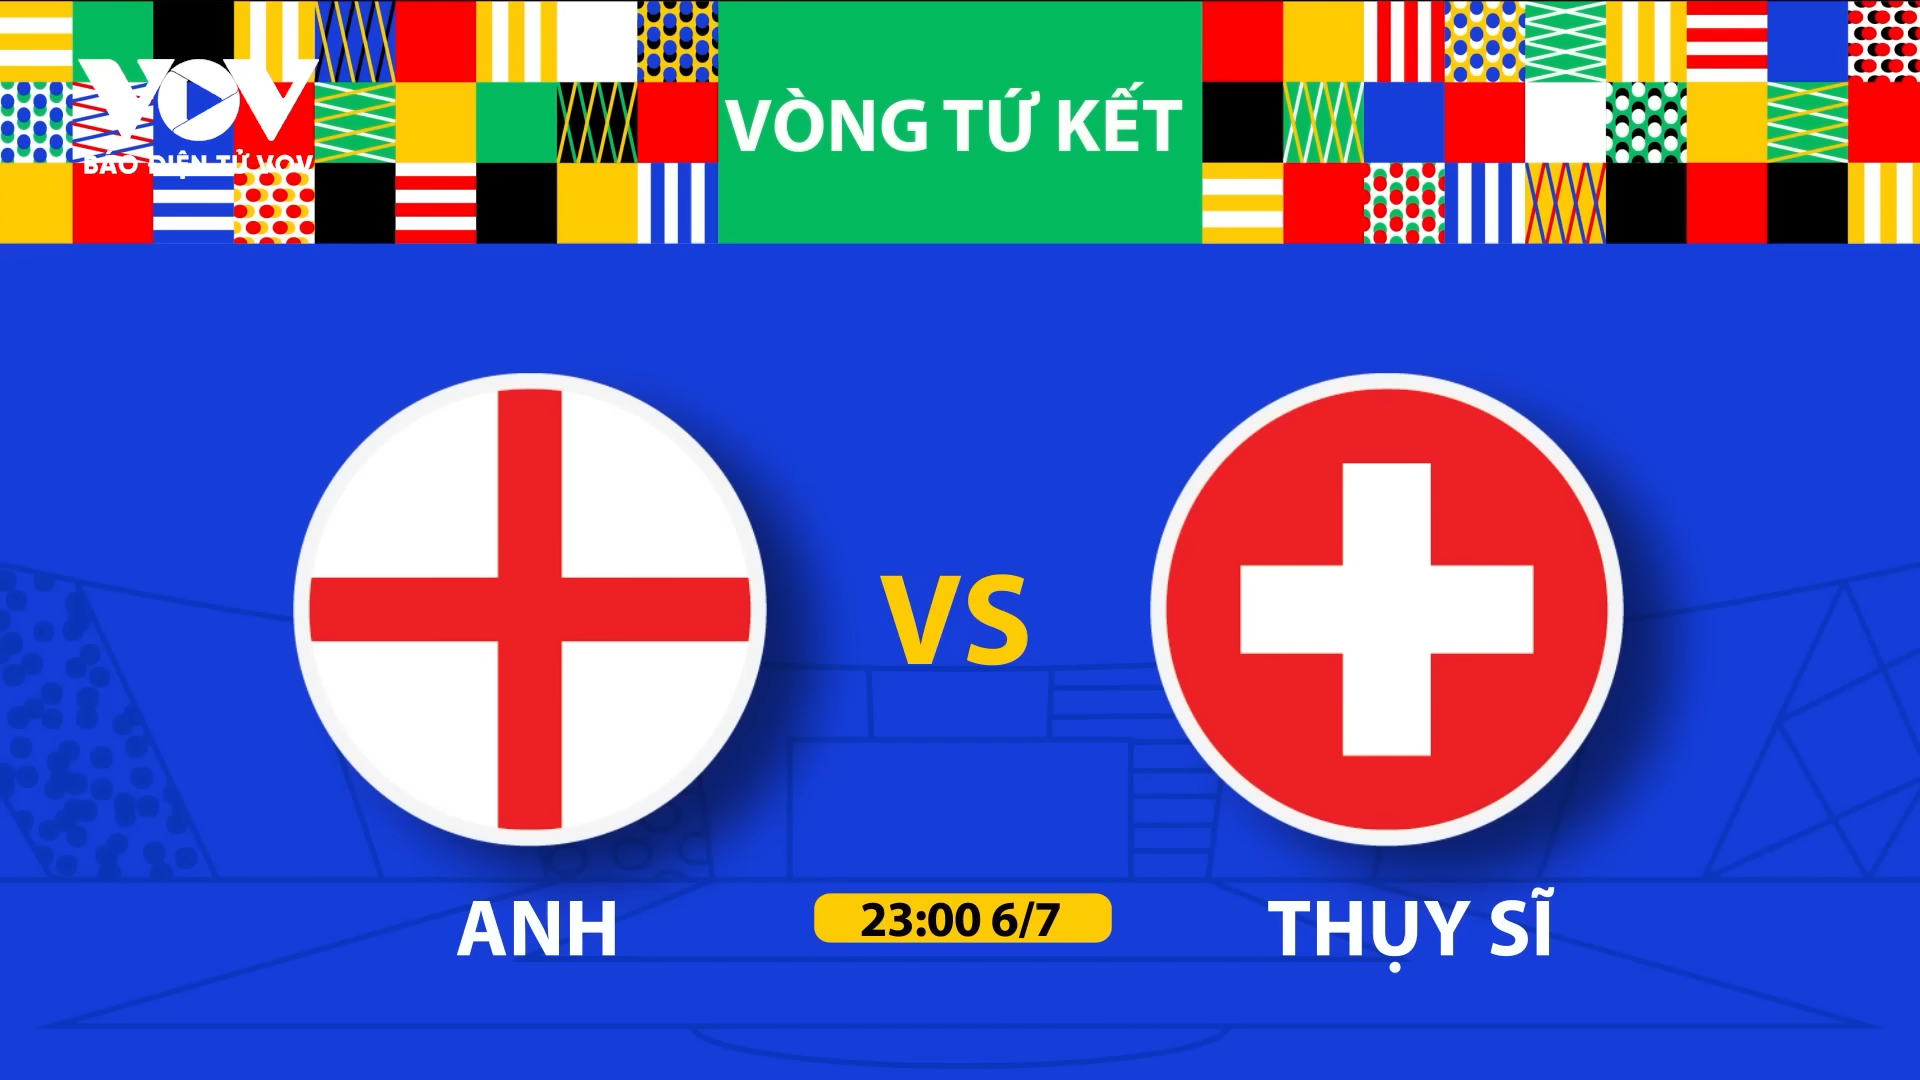 VOV
BÁO ĐIỆN TỬ VOV
VÒNG TỨ KẾT
VS
ANH
23:00 6/7
THỤY SĨ